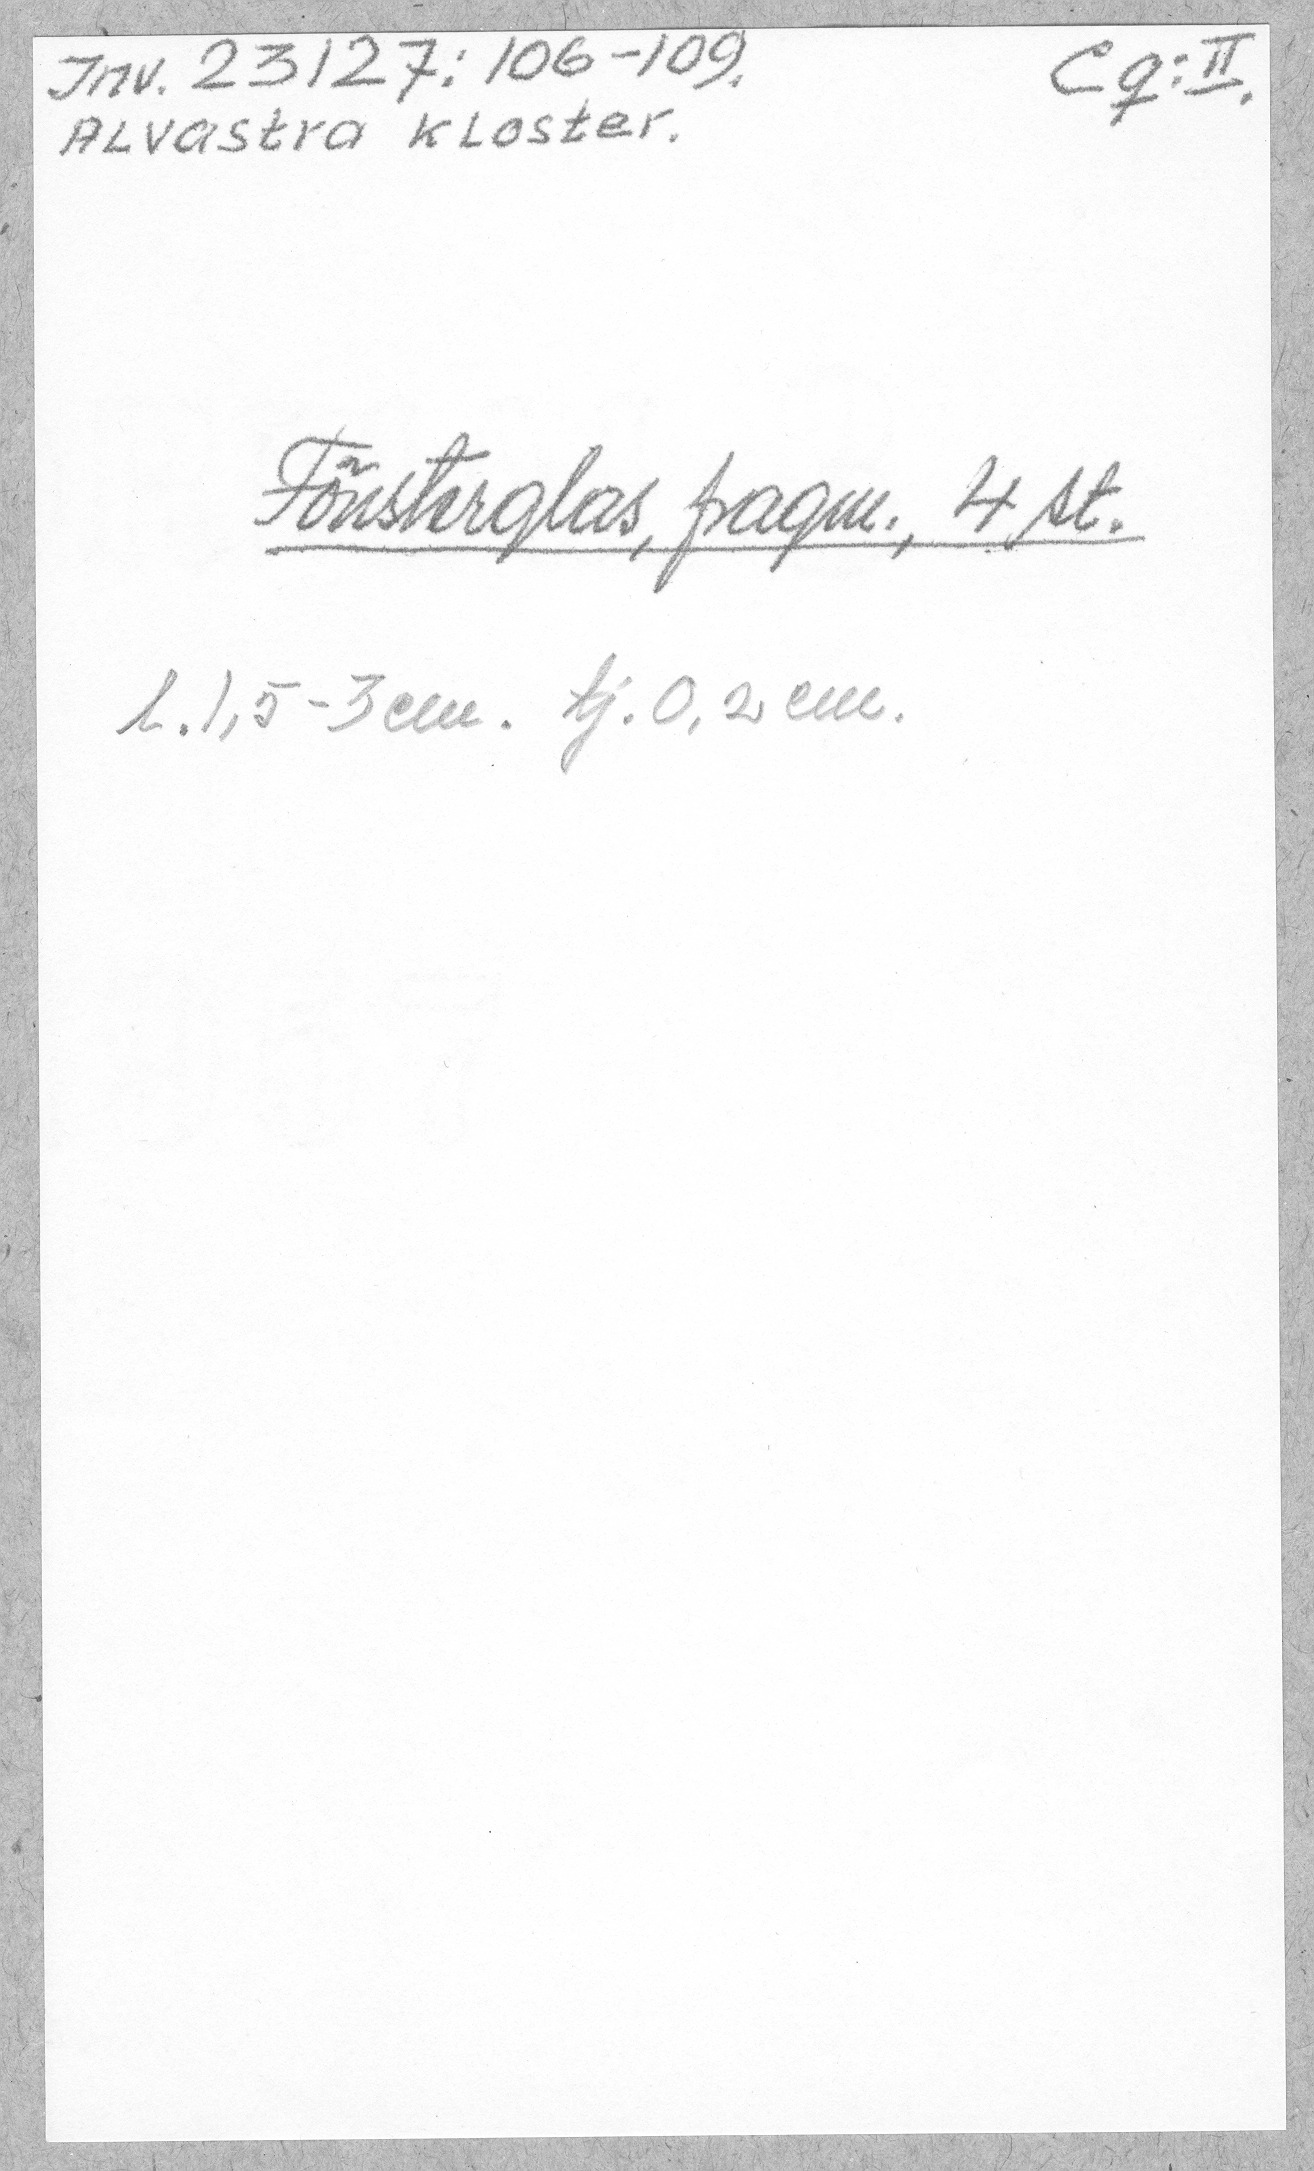 Inv. 23127: 106-109.
Cq: II.
ALvastra kLoster.
Fönsterglas, fragm., 4 st.
L. 1,5-3 cm. tj. 0,2 cm.